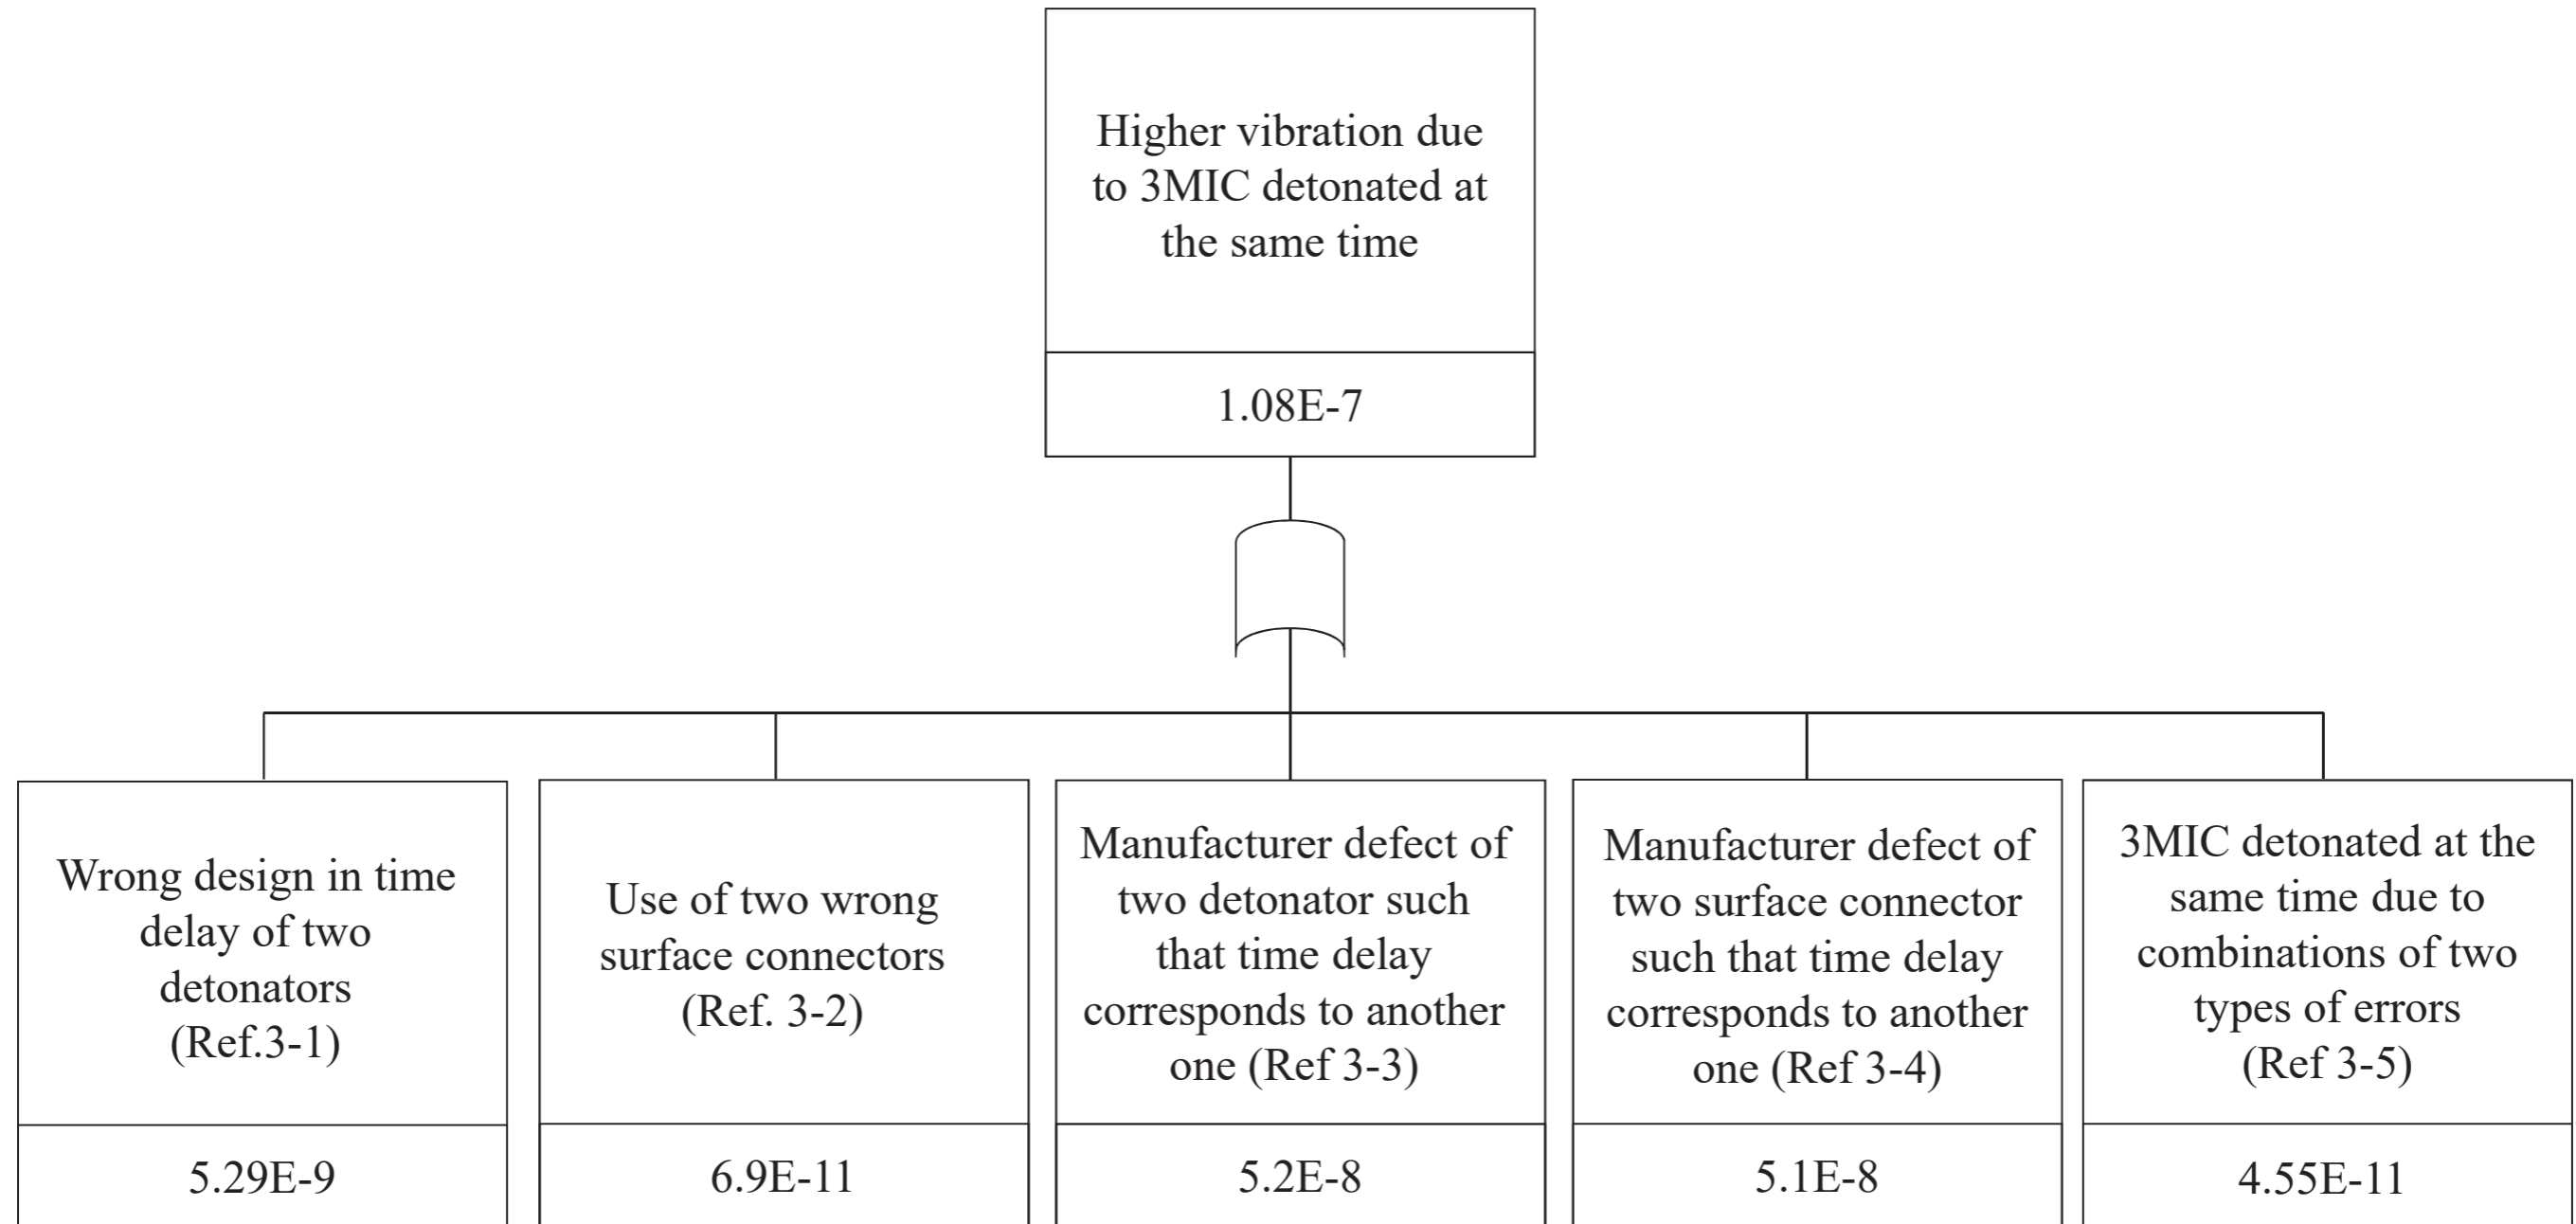 Higher vibration due
to 3MIC detonated at
the same time
1.08E-7
Wrong design in time
delay of two
detonators
(Ref.3-1)
5.29E-9
Use of two wrong
surface connectors
(Ref. 3-2)
6.9E-11
Manufacturer defect of
two detonator such
that time delay
corresponds to another
one (Ref 3-3)
5.2E-8
Manufacturer defect of
two surface connector
such that time delay
corresponds to another
one (Ref 3-4)
5.1E-8
3MIC detonated at the
same time due to
combinations of two
types of errors
(Ref 3-5)
4.55E-11